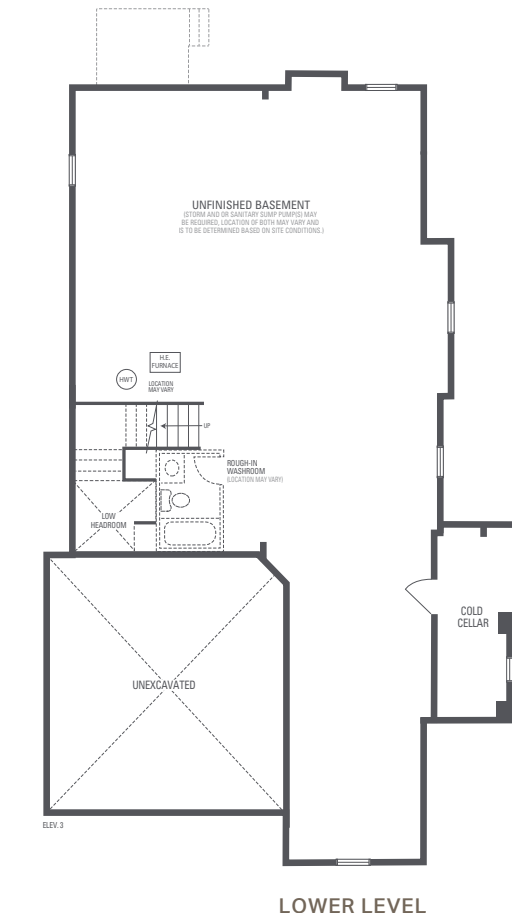 UNFINISHED BASEMENT
(STORM AND OR SANITARY SUMP PUMP(S) MAY
BE REQUIRED, LOCATION OF BOTH MAY VARY AND
IS TO BE DETERMINED BASED ON SITE CONDITIONS.)
H.E.
FURNACE
HWT
LOCATION
MAY VARY
UP
ROUGH-IN
WASHROOM
(LOCATION MAY VARY)
LOW
HEADROOM
COLD
CELLAR
UNEXCAVATED
ELEV. 3
LOWER LEVEL